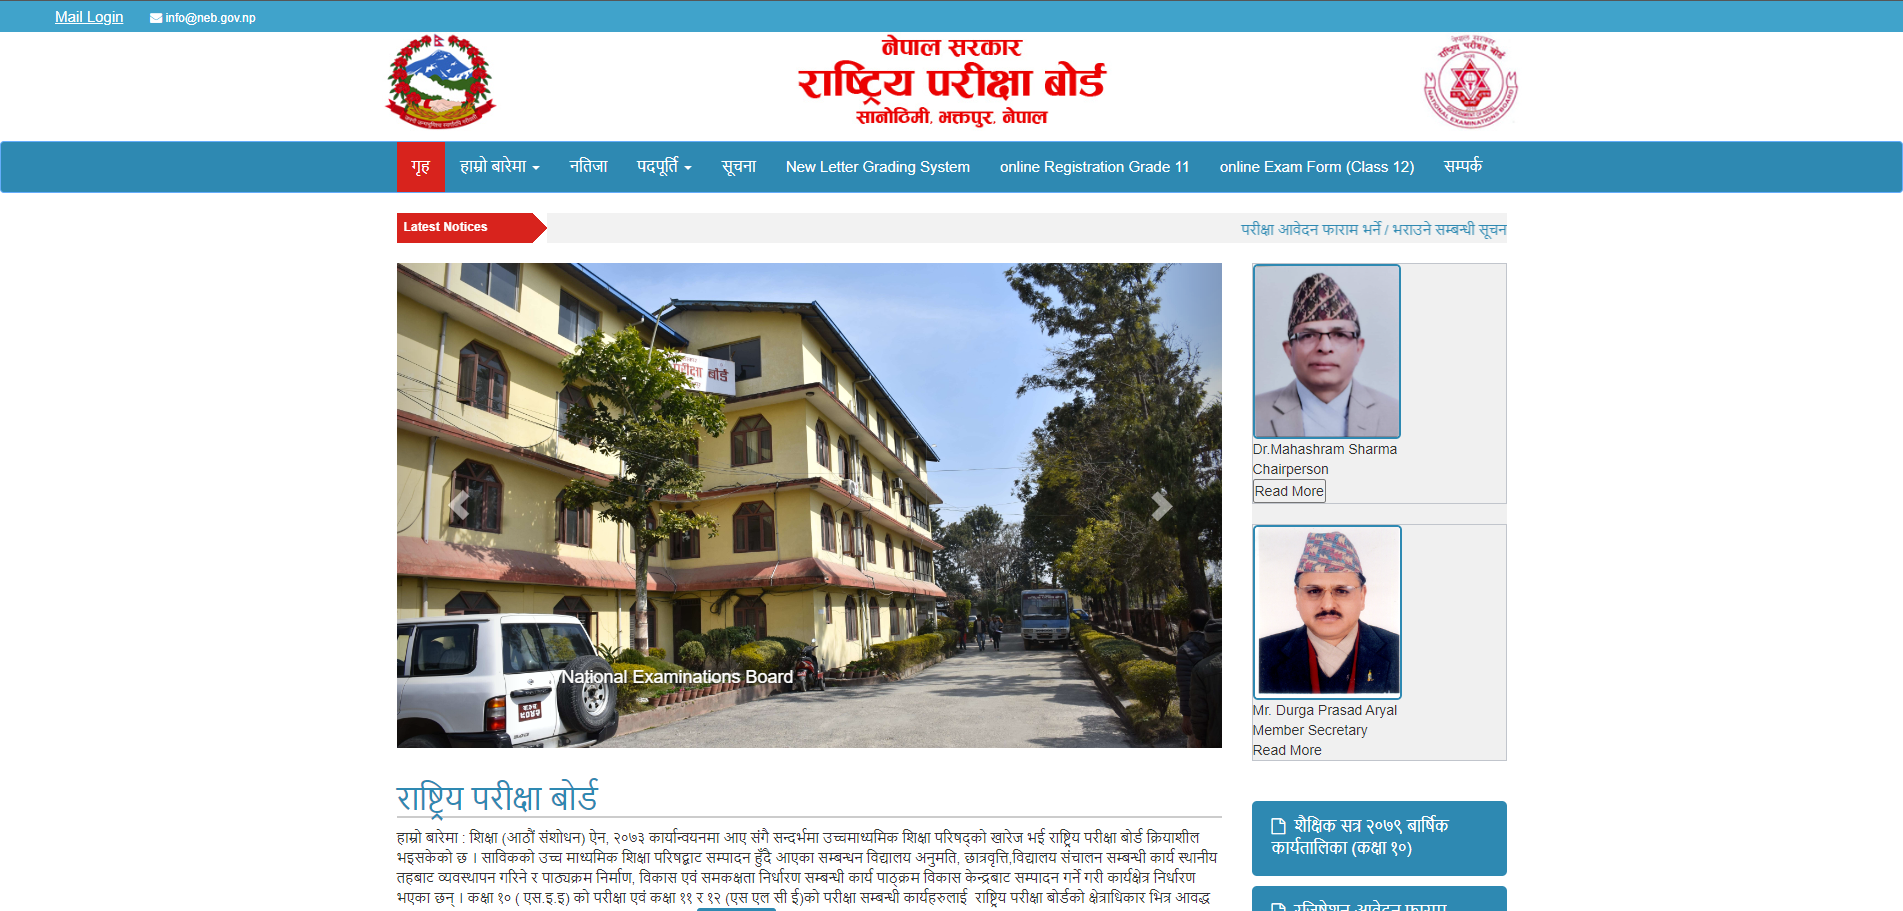 Mail Login
info@neb.gov.np
नेपाल सरकार
राष्ट्रिय परीक्षा बोर्ड
सानोठिमी, भक्तपुर, नेपाल
गृह
हाम्रो बारेमा
नतिजा
पदपूर्ति
सूचना
New Letter Grading System
online Registration Grade 11
online Exam Form (Class 12)
सम्पर्क
Latest Notices
परीक्षा आवेदन फाराम भर्ने / भराउने सम्बन्धी सूचन
परीक्षा बोर्ड
National Examinations Board
Dr.Mahashram Sharma
Chairperson
Read More
Mr. Durga Prasad Aryal
Member Secretary
Read More
राष्ट्रिय परीक्षा बोर्ड
हाम्रो बारेमा : शिक्षा (आठौं संशोधन) ऐन, २०७३ कार्यान्वयनमा आए संगै सन्दर्भमा उच्चमाध्यमिक शिक्षा परिषद्को खारेज भई राष्ट्रिय परीक्षा बोर्ड क्रियाशील
भइसकेको छ । साविकको उच्च माध्यमिक शिक्षा परिषद्वाट सम्पादन हुँदै आएका सम्बन्धन विद्यालय अनुमति, छात्रवृत्ति,विद्यालय संचालन सम्बन्धी कार्य स्थानीय
तहबाट व्यवस्थापन गरिने र पाठ्यक्रम निर्माण, विकास एवं समकक्षता निर्धारण सम्बन्धी कार्य पाठ्क्रम विकास केन्द्रबाट सम्पादन गर्ने गरी कार्यक्षेत्र निर्धारण
भएका छन् । कक्षा १० ( एस.इ.इ) को परीक्षा एवं कक्षा ११ र १२ (एस एल सी ई)को परीक्षा सम्बन्धी कार्यहरुलाई राष्ट्रिय परीक्षा बोर्डको क्षेत्राधिकार भित्र आवद्ध
शैक्षिक सत्र २०७९ बार्षिक
कार्यतालिका (कक्षा १०)
रजिष्ट्रेशन आवेदन फाराम